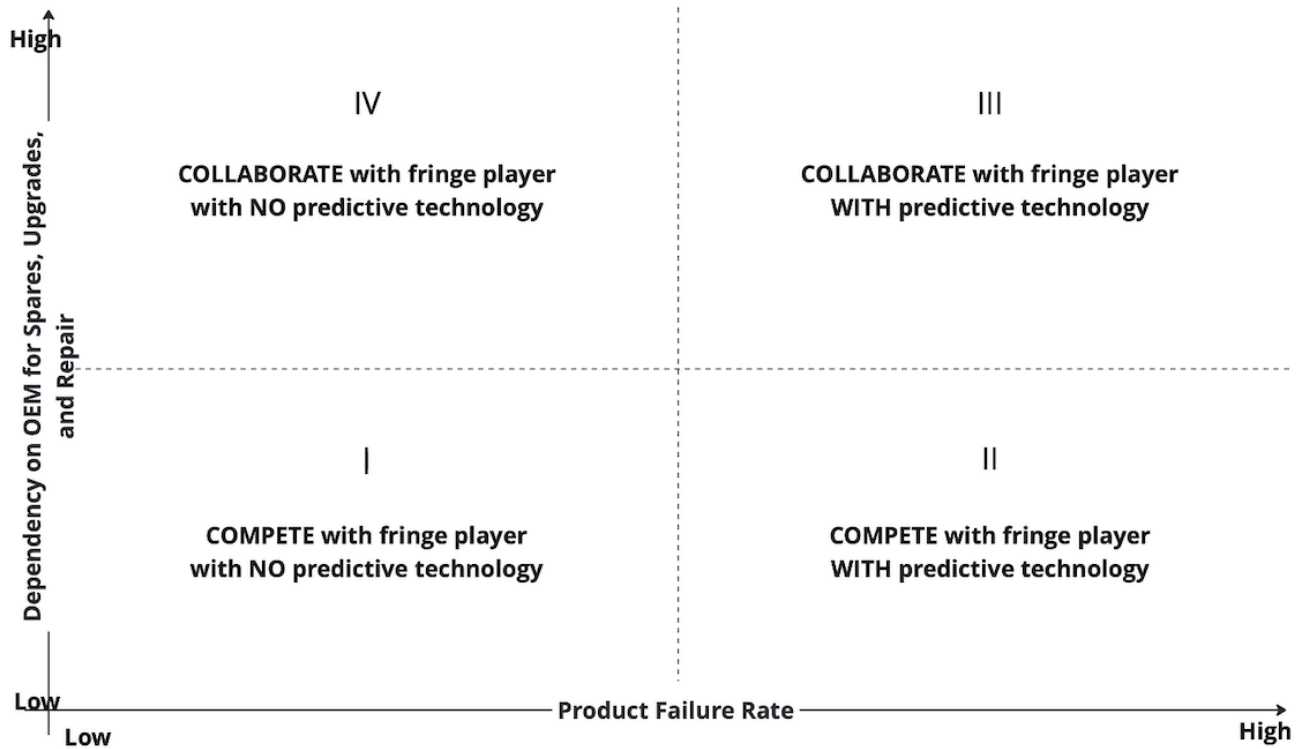 High
IV
COLLABORATE with fringe player
with NO predictive technology
III
COLLABORATE with fringe player
WITH predictive technology
Dependency on OEM for Spares, Upgrades,
and Repair
I
COMPETE with fringe player
with NO predictive technology
II
COMPETE with fringe player
WITH predictive technology
Low
Low
Product Failure Rate
High